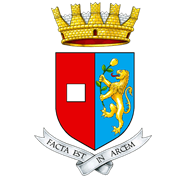 FACTA EST IN ARCEM